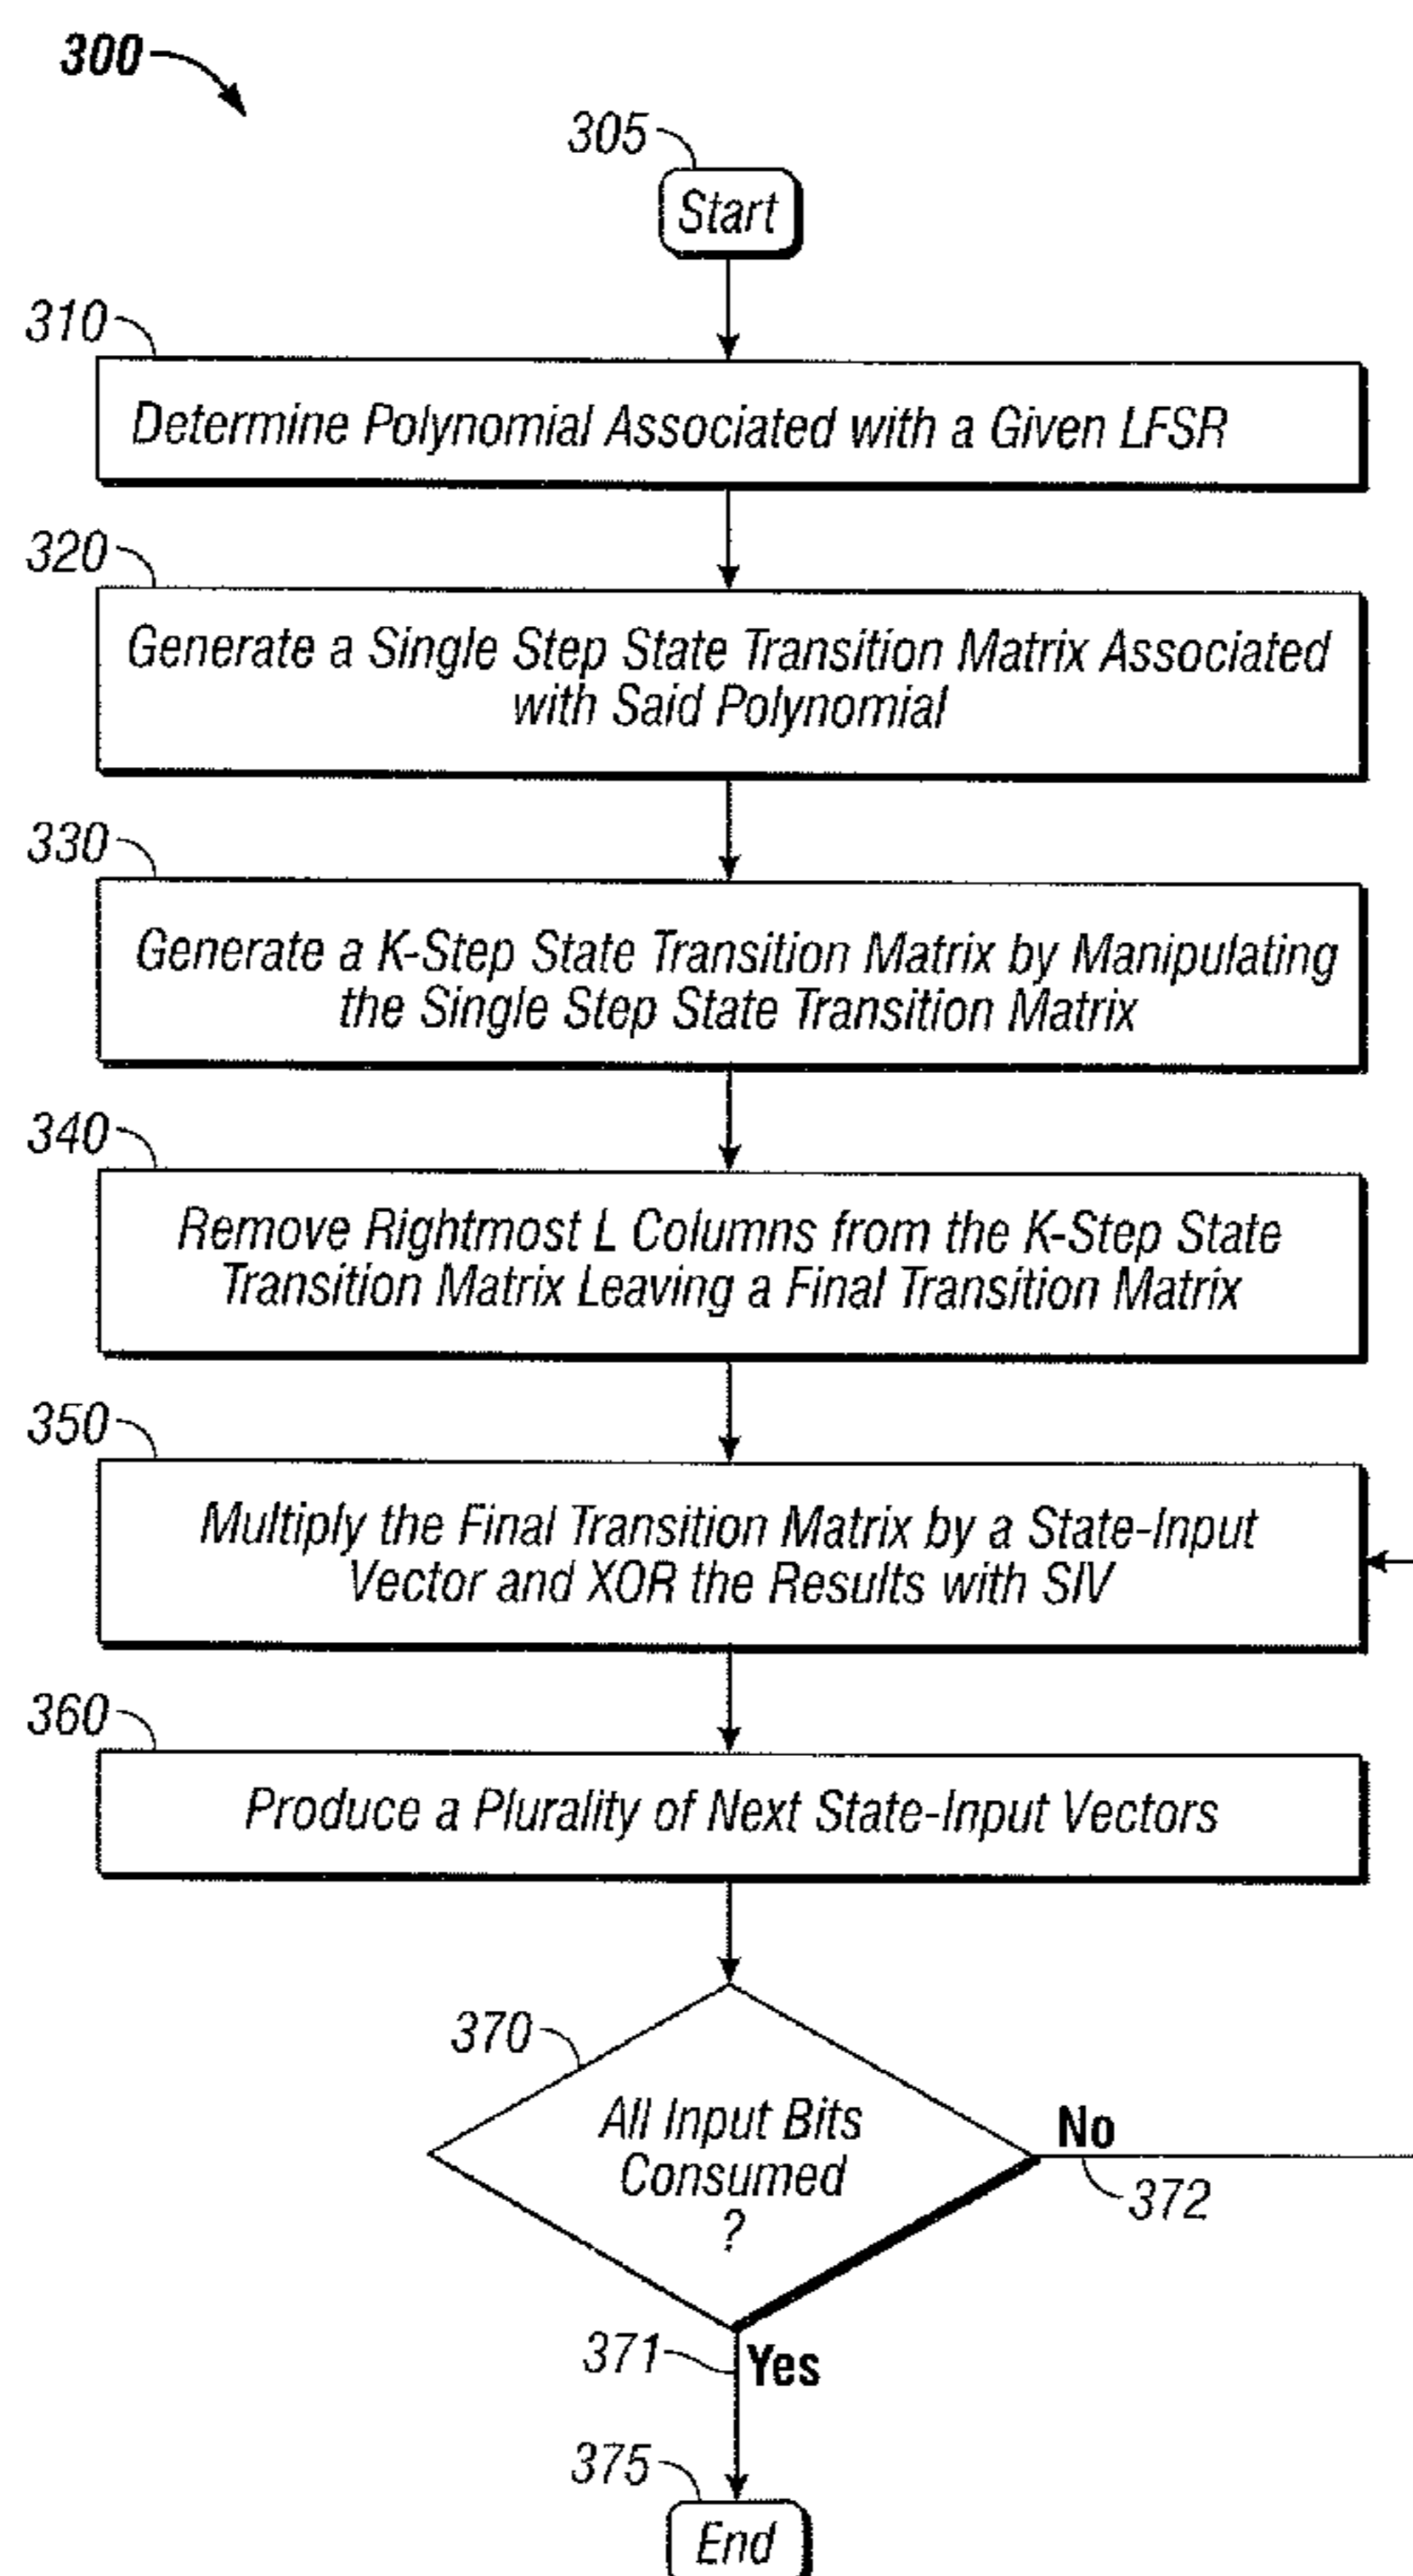 300
305
Start
310
Determine Polynomial Associated with a Given LFSR
320
Generate a Single Step State Transition Matrix Associated
with Said Polynomial
330
Generate a K-Step State Transition Matrix by Manipulating
the Single Step State Transition Matrix
340
Remove Rightmost L Columns from the K-Step State
Transition Matrix Leaving a Final Transition Matrix
350
Multiply the Final Transition Matrix by a State-Input
Vector and XOR the Results with SIV
360
Produce a Plurality of Next State-Input Vectors
370
All Input Bits
Consumed
?
No
372
371
Yes
375
End